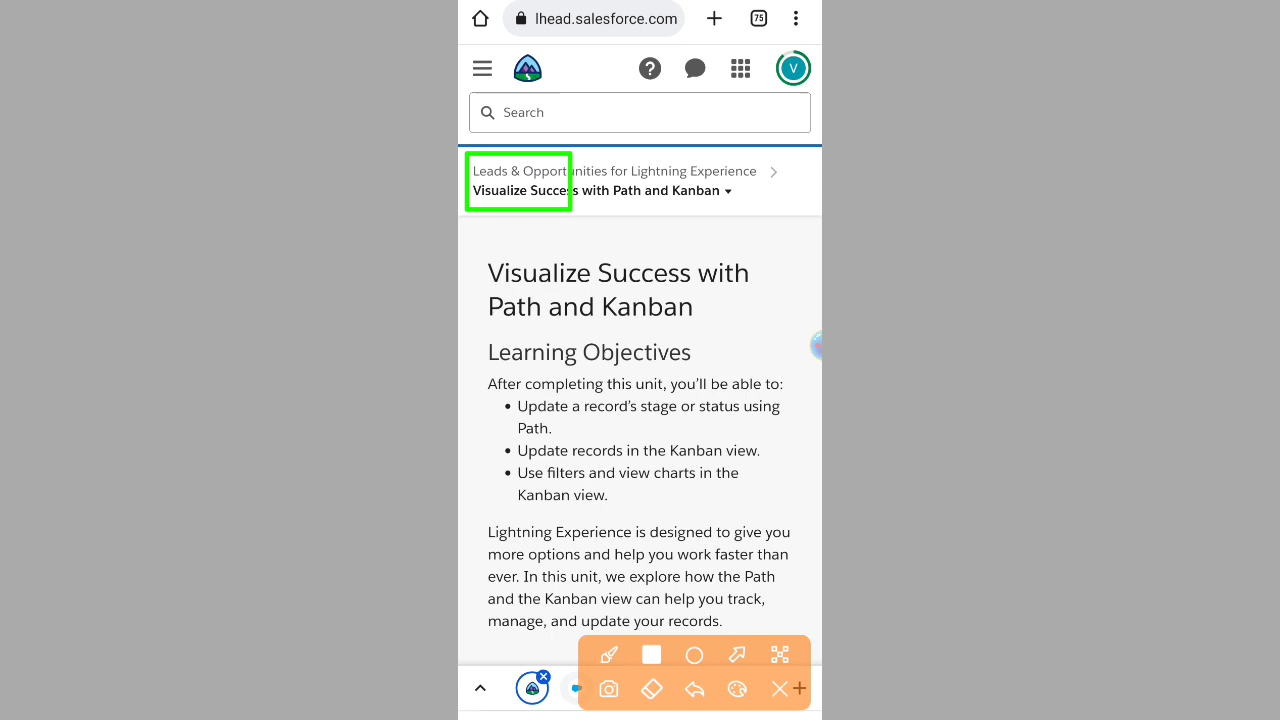 lhead.salesforce.com
75
V
Search
Leads & Opportunities for Lightning Experience
Visualize Success with Path and Kanban
Visualize Success with
Path and Kanban
Learning Objectives
After completing this unit, you'll be able to:
• Update a record's stage or status using
Path.
• Update records in the Kanban view.
• Use filters and view charts in the
Kanban view.
Lightning Experience is designed to give you
more options and help you work faster than
ever. In this unit, we explore how the Path
and the Kanban view can help you track,
manage, and update your records.